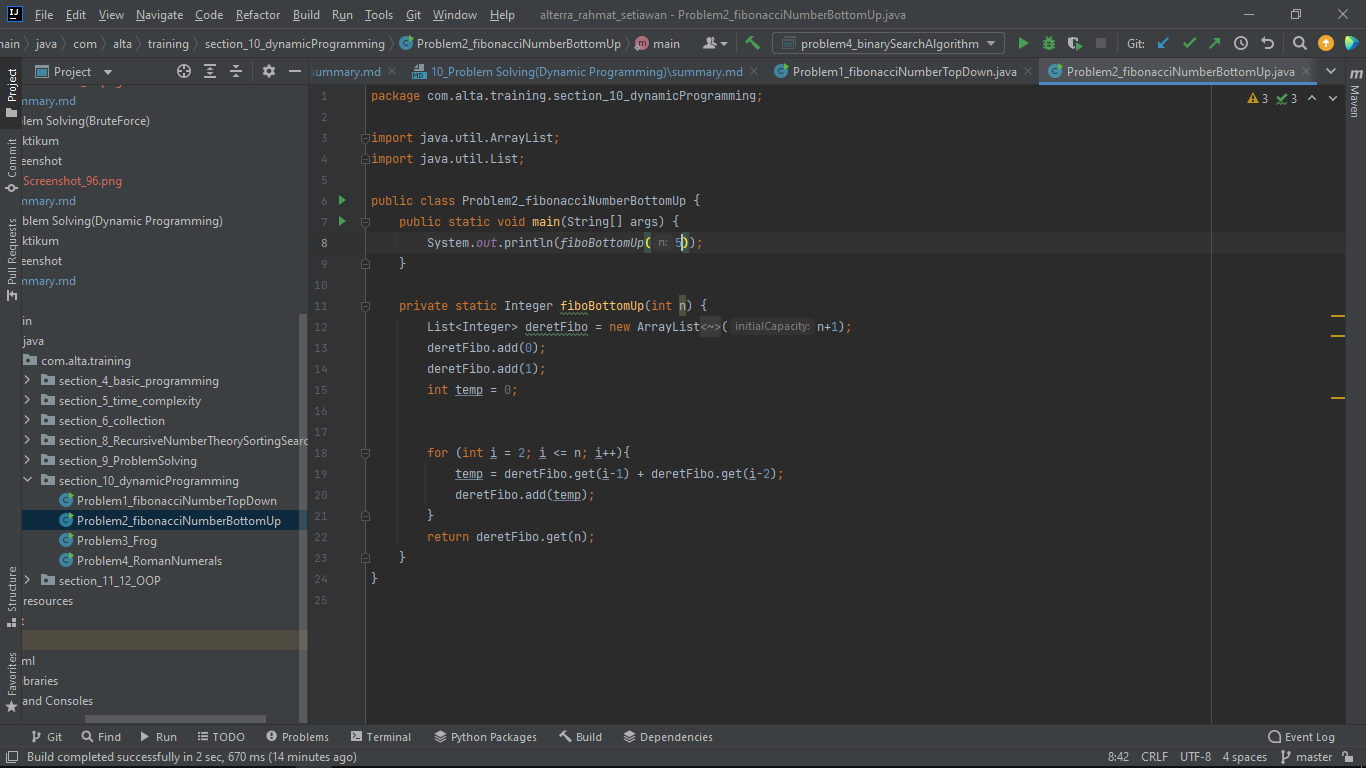 File Edit View Navigate Code Refactor Build Run Tools Git Window Help alterra_rahmat_setiawan - Problem2_fibonacciNumberBottomUp.java
main java com alta training section_10_dynamicProgramming Problem2_fibonacciNumberBottomUp main problem4_binarySearchAlgorithm Git:
Project
summary.md 10_Problem Solving(Dynamic Programming)\summary.md Problem1_fibonacciNumberTopDown.java Problem2_fibonacciNumberBottomUp.java
Project
Commit
Pull Requests
Structure
Favorites
mmary.md
lem Solving(BruteForce)
ktikum
eenshot
Screenshot_96.png
mmary.md
blem Solving(Dynamic Programming)
ktikum
eenshot
mmary.md
in
java
com.alta.training
section_4_basic_programming
section_5_time_complexity
section_6_collection
section_8_RecursiveNumberTheorySortingSearc
section_9_ProblemSolving
section_10_dynamicProgramming
Problem1_fibonacciNumberTopDown
Problem2_fibonacciNumberBottomUp
Problem3_Frog
Problem4_RomanNumerals
section_11_12_OOP
resources
t
ml
ibraries
and Consoles
1 package com.alta.training.section_10_dynamicProgramming;
2
3 import java.util.ArrayList;
4 import java.util.List;
5
6 public class Problem2_fibonacciNumberBottomUp {
7 public static void main(String[] args) {
8 System.out.println(fiboBottomUp( n: 5));
9 }
10
11 private static Integer fiboBottomUp(int n) {
12 List<Integer> deretFibo = new ArrayList<~>( initialCapacity: n+1);
13 deretFibo.add(0);
14 deretFibo.add(1);
15 int temp = 0;
16
17
18 for (int i = 2; i <= n; i++){
19 temp = deretFibo.get(i-1) + deretFibo.get(i-2);
20 deretFibo.add(temp);
21 }
22 return deretFibo.get(n);
23 }
24 }
25
3 3
m Maven
Git Find Run TODO Problems Terminal Python Packages Build Dependencies Event Log
Build completed successfully in 2 sec, 670 ms (14 minutes ago) 8:42 CRLF UTF-8 4 spaces master